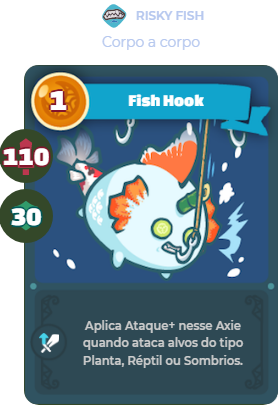 RISKY FISH
Corpo a corpo
1
Fish Hook
110
30
Aplica Ataque+ nesse Axie
quando ataca alvos do tipo
Planta, Réptil ou Sombrios.